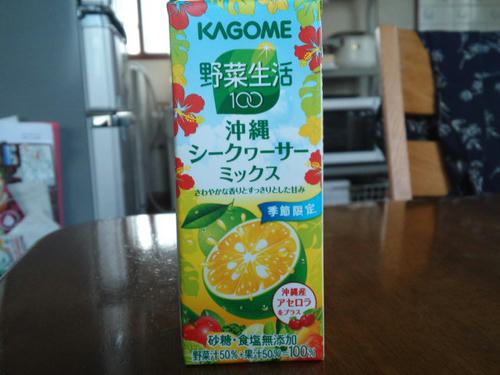 KAGOME
野菜生活
100
沖縄
シークヮーサー
ミックス
さわやかな香りとすっきりとした甘み
季節限定
沖縄産
アセロラ
をプラス
砂糖・食塩無添加
野菜汁50%+果汁50%=100%